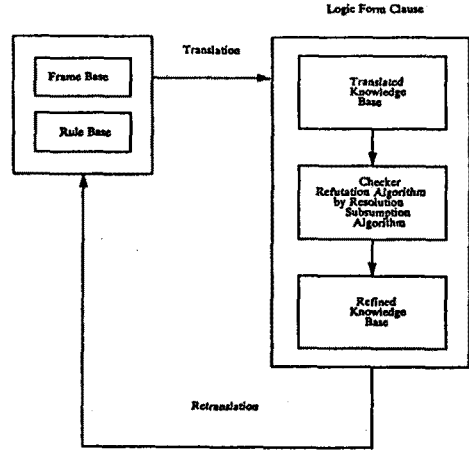 Logic Form Clause
Translation
Frame Base
Rule Base
Translated
Knowledge
Base
Checker
Refutation Algorithm
by Resolution
Subsumption
Algorithm
Refined
Knowledge
Base
Retranslation